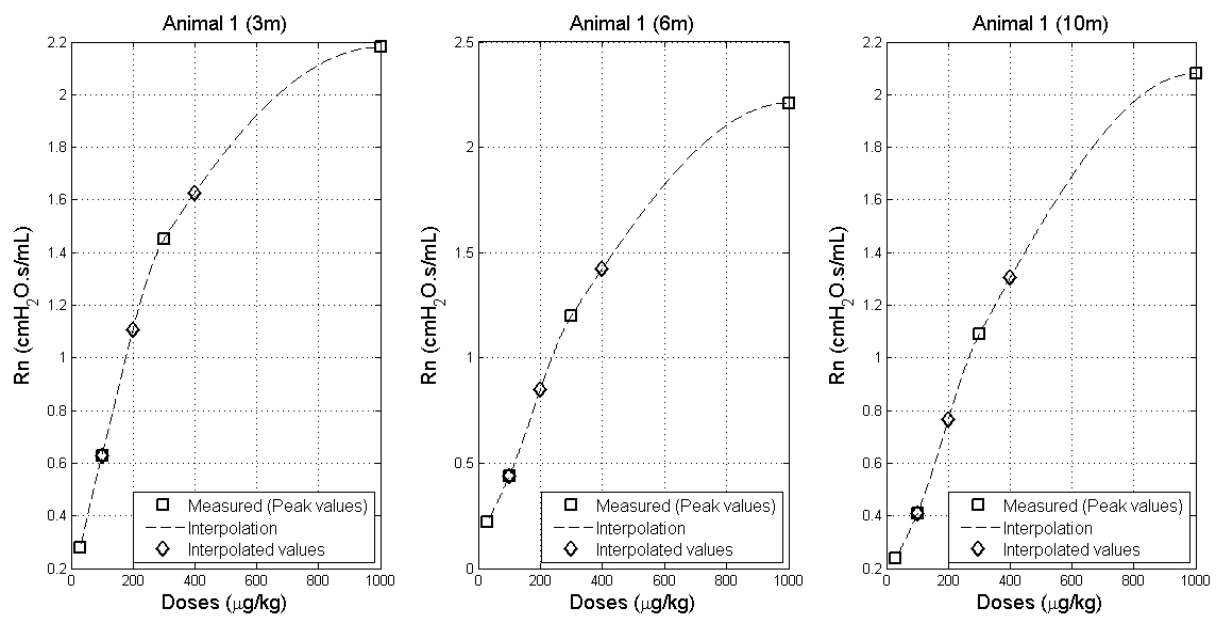 Animal 1 (3m)
2.2
2
1.8
1.6
1.4
1.2
1
0.8
0.6
0.4
0.2
Rn (cmH2O.s/mL)
Measured (Peak values)
Interpolation
Interpolated values
0 200 400 600 800 1000
Doses (μg/kg)
Animal 1 (6m)
2.5
2
1.5
1
0.5
0
Rn (cmH2O.s/mL)
Measured (Peak values)
Interpolation
Interpolated values
0 200 400 600 800 1000
Doses (μg/kg)
Animal 1 (10m)
2.2
2
1.8
1.6
1.4
1.2
1
0.8
0.6
0.4
0.2
Rn (cmH2O.s/mL)
Measured (Peak values)
Interpolation
Interpolated values
0 200 400 600 800 1000
Doses (μg/kg)